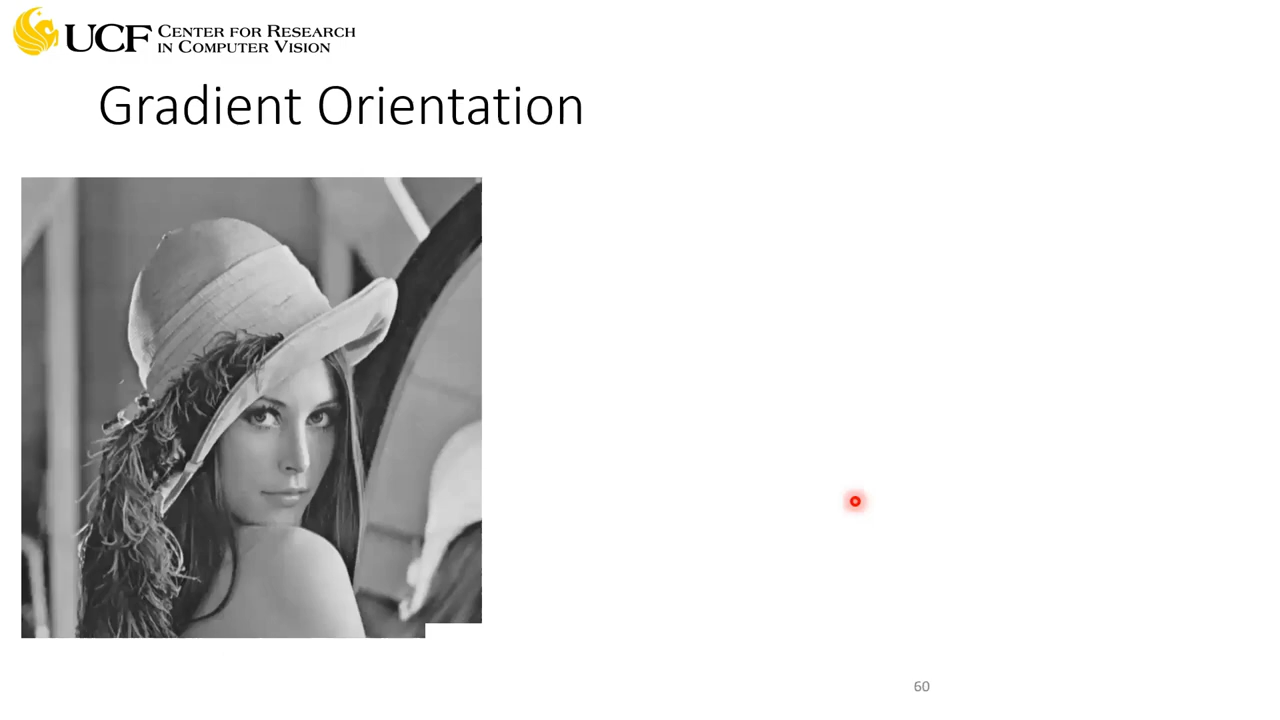 UCF CENTER FOR RESEARCH
IN COMPUTER VISION
Gradient Orientation
60